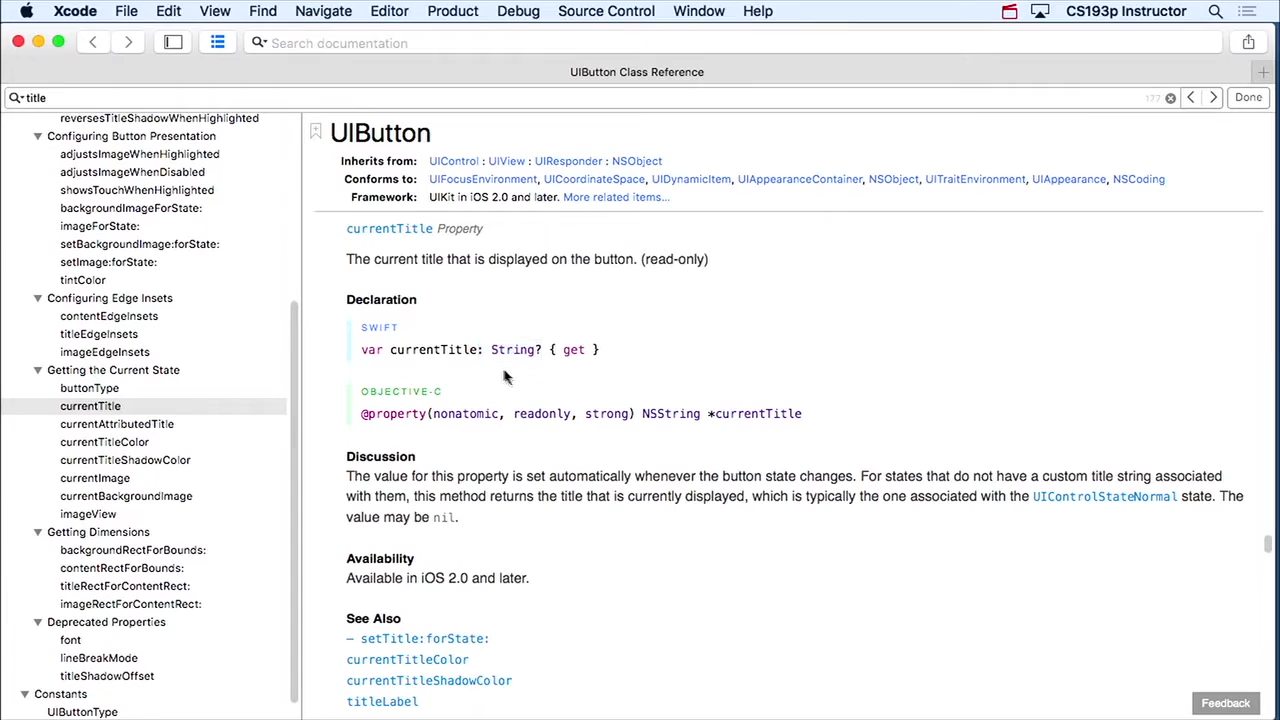 Xcode File Edit View Find Navigate Editor Product Debug Source Control Window Help CS193p Instructor
Search documentation
UIButton Class Reference
title 177 Done
reversesTitleShadowWhenHighlighted
Configuring Button Presentation
adjustsImageWhenHighlighted
adjustsImageWhenDisabled
showsTouchWhenHighlighted
backgroundImageForState:
imageForState:
setBackgroundImage:forState:
setImage:forState:
tintColor
Configuring Edge Insets
contentEdgeInsets
titleEdgeInsets
imageEdgeInsets
Getting the Current State
buttonType
currentTitle
currentAttributedTitle
currentTitleColor
currentTitleShadowColor
currentImage
currentBackgroundImage
imageView
Getting Dimensions
backgroundRectForBounds:
contentRectForBounds:
titleRectForContentRect:
imageRectForContentRect:
Deprecated Properties
font
lineBreakMode
titleShadowOffset
Constants
UIButtonType
UIButton
Inherits from: UIControl : UIView : UIResponder : NSObject
Conforms to: UIFocusEnvironment, UICoordinateSpace, UIDynamicItem, UIAppearanceContainer, NSObject, UITraitEnvironment, UIAppearance, NSCoding
Framework: UIKit in iOS 2.0 and later. More related items...
currentTitle Property
The current title that is displayed on the button. (read-only)
Declaration
SWIFT
var currentTitle: String? { get }
OBJECTIVE-C
@property(nonatomic, readonly, strong) NSString *currentTitle
Discussion
The value for this property is set automatically whenever the button state changes. For states that do not have a custom title string associated
with them, this method returns the title that is currently displayed, which is typically the one associated with the UIControlStateNormal state. The
value may be nil.
Availability
Available in iOS 2.0 and later.
See Also
– setTitle:forState:
currentTitleColor
currentTitleShadowColor
titleLabel
Feedback